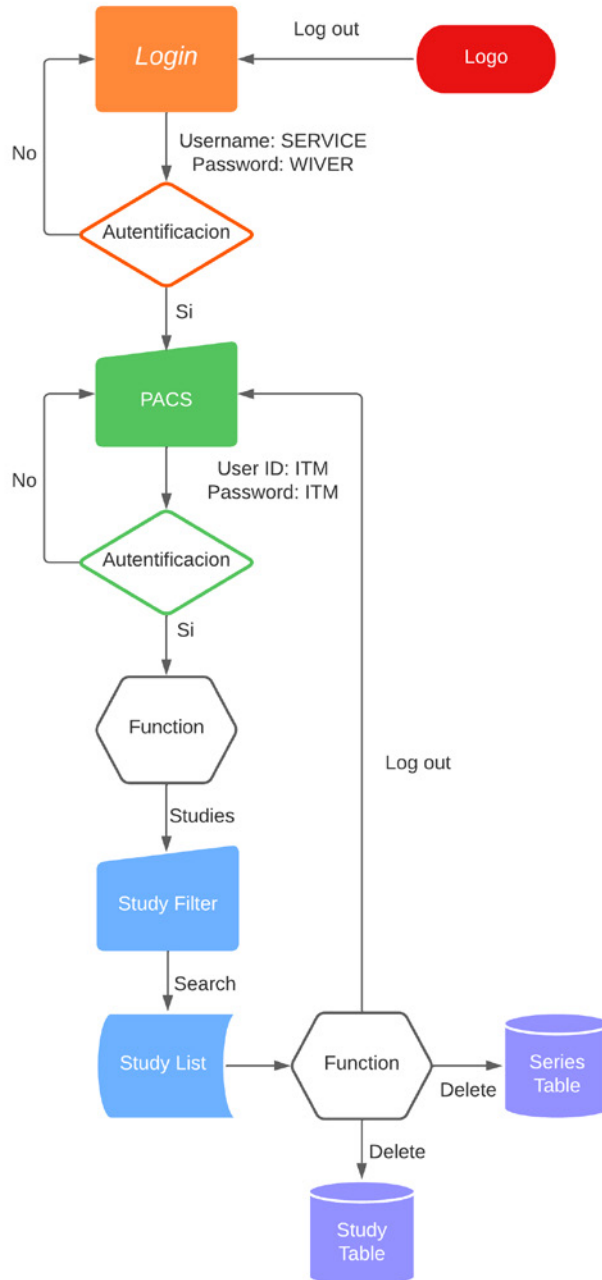 Log out
Login
Logo
No
Username: SERVICE
Password: WIVER
Autentificacion
Si
PACS
No
User ID: ITM
Password: ITM
Autentificacion
Si
Function
Log out
Studies
Study Filter
Search
Study List
Function
Series
Table
Delete
Delete
Study
Table